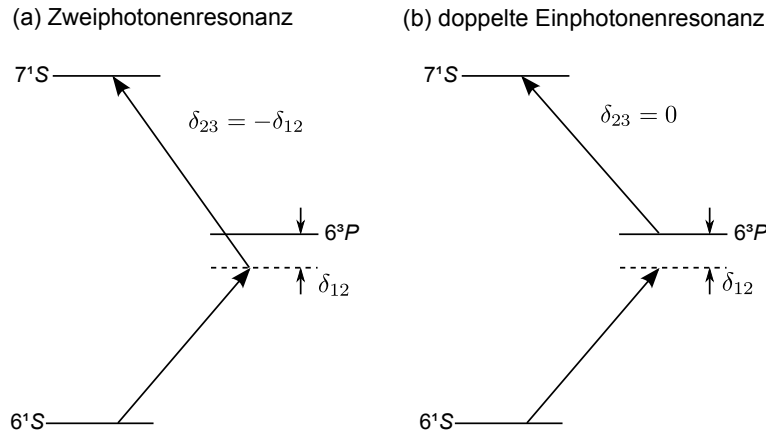 (a) Zweiphotonenresonanz
(b) doppelte Einphotonenresonanz
7¹S
δ₂₃ = −δ₁₂
6³P
δ₁₂
6¹S
7¹S
δ₂₃ = 0
6³P
δ₁₂
6¹S